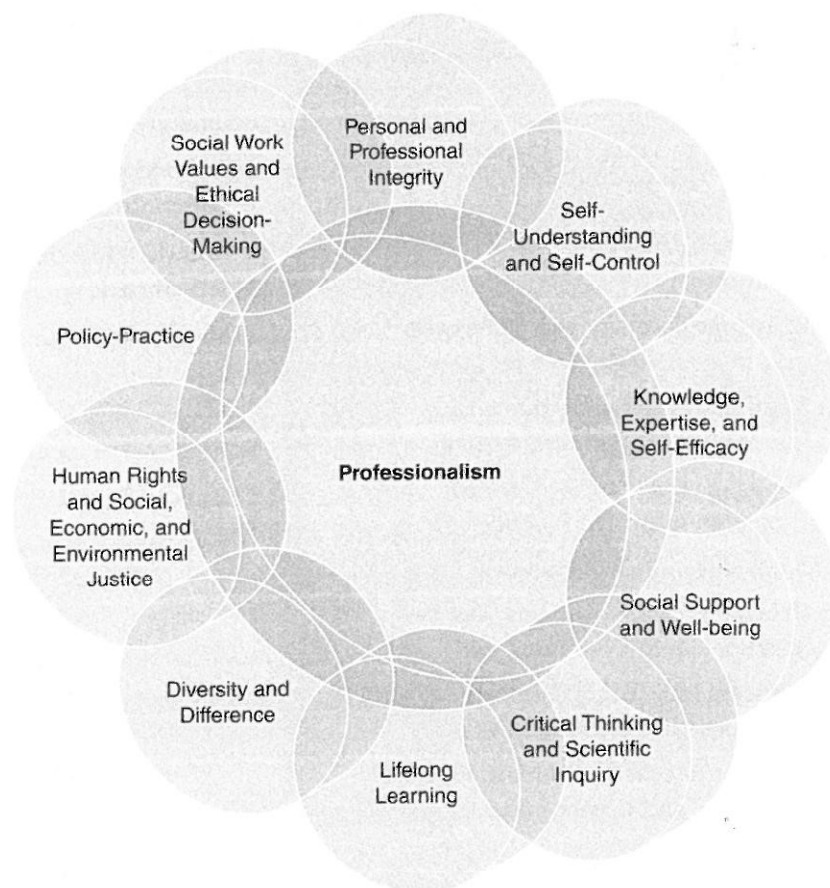 Personal and
Professional
Integrity
Self-
Understanding
and Self-Control
Knowledge,
Expertise, and
Self-Efficacy
Social Support
and Well-being
Critical Thinking
and Scientific
Inquiry
Lifelong
Learning
Diversity and
Difference
Human Rights
and Social,
Economic, and
Environmental
Justice
Policy-Practice
Social Work
Values and
Ethical
Decision-
Making
Professionalism